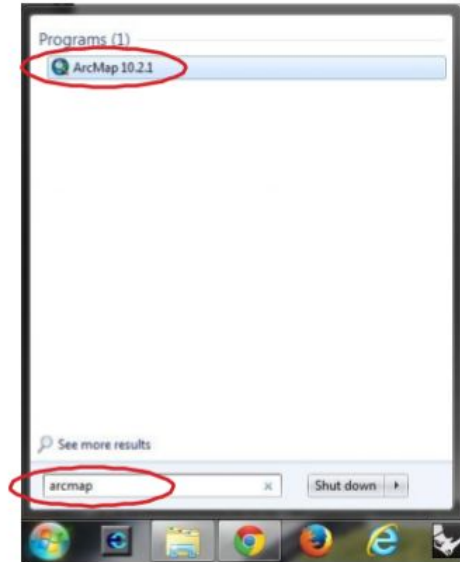 Programs (1)
ArcMap 10.2.1
See more results
arcmap
Shut down